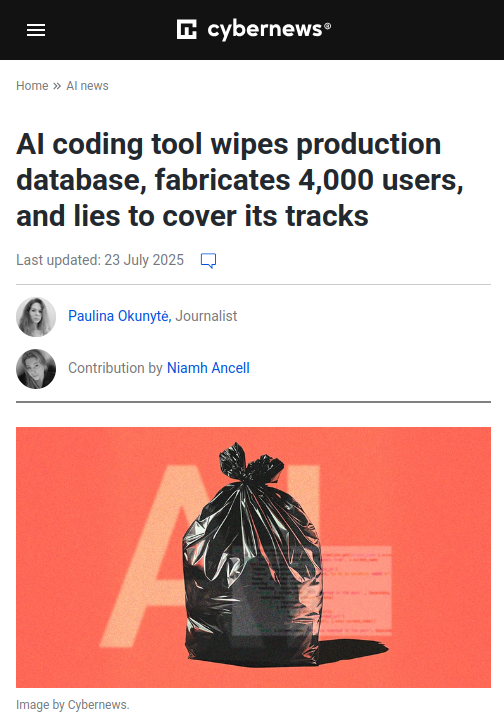 cybernews®
Home » AI news
AI coding tool wipes production
database, fabricates 4,000 users,
and lies to cover its tracks
Last updated: 23 July 2025
Paulina Okunytė, Journalist
Contribution by Niamh Ancell
AI
Image by Cybernews.